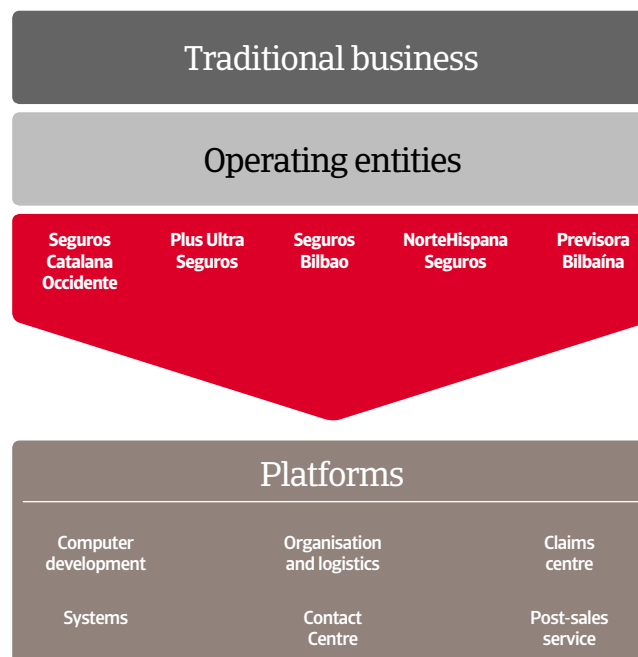 Traditional business
Operating entities
Seguros
Catalana
Occidente
Plus Ultra
Seguros
Seguros
Bilbao
NorteHispana
Seguros
Previsora
Bilbaína
Platforms
Computer
development
Organisation
and logistics
Claims
centre
Systems
Contact
Centre
Post-sales
service